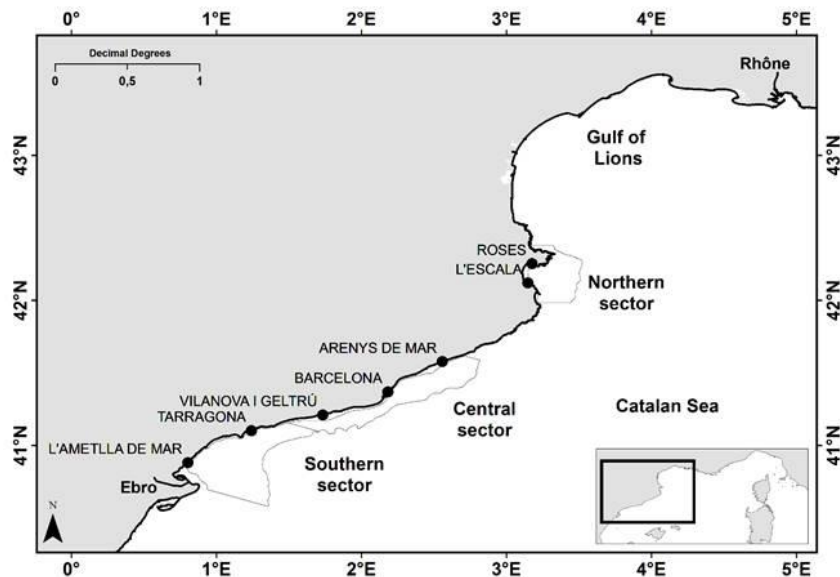 0° 1°E 2°E 3°E 4°E 5°E
Decimal Degrees
0 0,5 1
Rhône
43°N 43°N
Gulf of
Lions
ROSES
L'ESCALA
Northern
sector
42°N 42°N
ARENYS DE MAR
BARCELONA
VILANOVA I GELTRÚ
TARRAGONA
Central
sector
Catalan Sea
41°N 41°N
L'AMETLLA DE MAR
Southern
sector
Ebro
N
0° 1°E 2°E 3°E 4°E 5°E